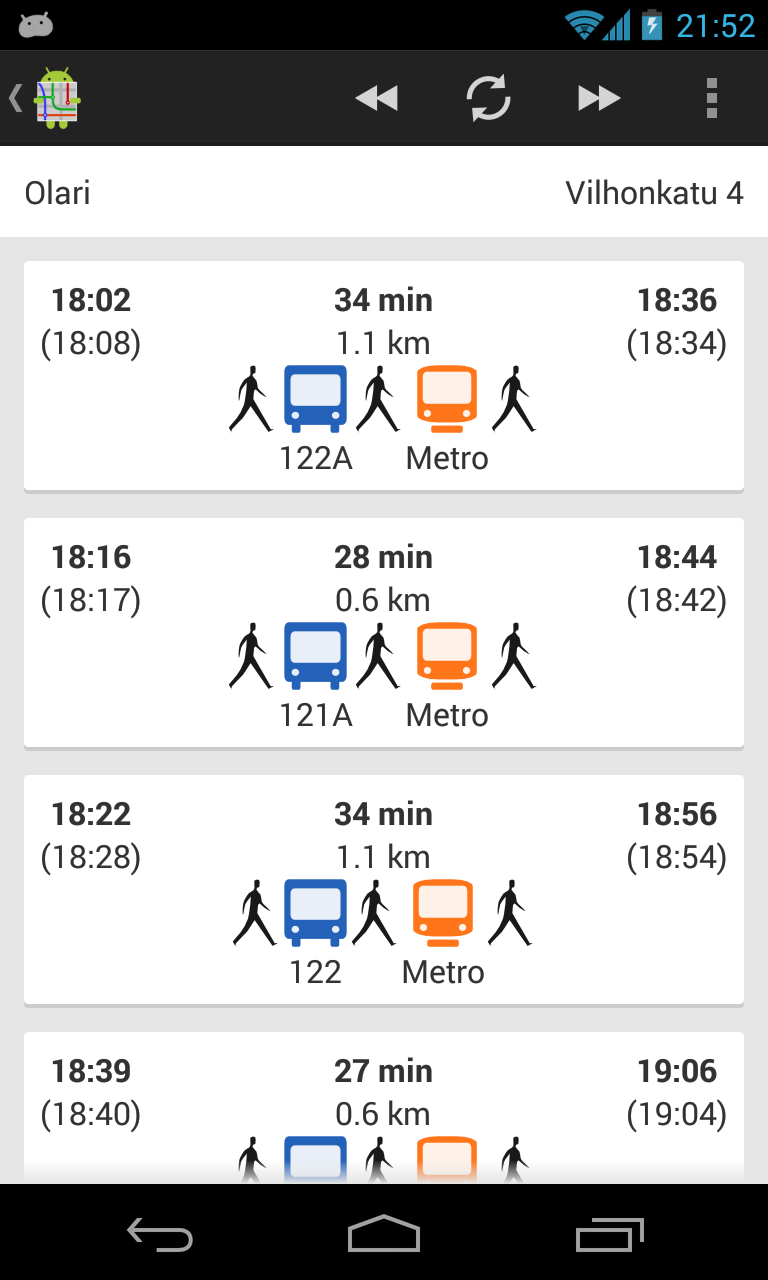 21:52
Olari Vilhonkatu 4
18:02 34 min 18:36
(18:08) 1.1 km (18:34)
122A Metro
18:16 28 min 18:44
(18:17) 0.6 km (18:42)
121A Metro
18:22 34 min 18:56
(18:28) 1.1 km (18:54)
122 Metro
18:39 27 min 19:06
(18:40) 0.6 km (19:04)